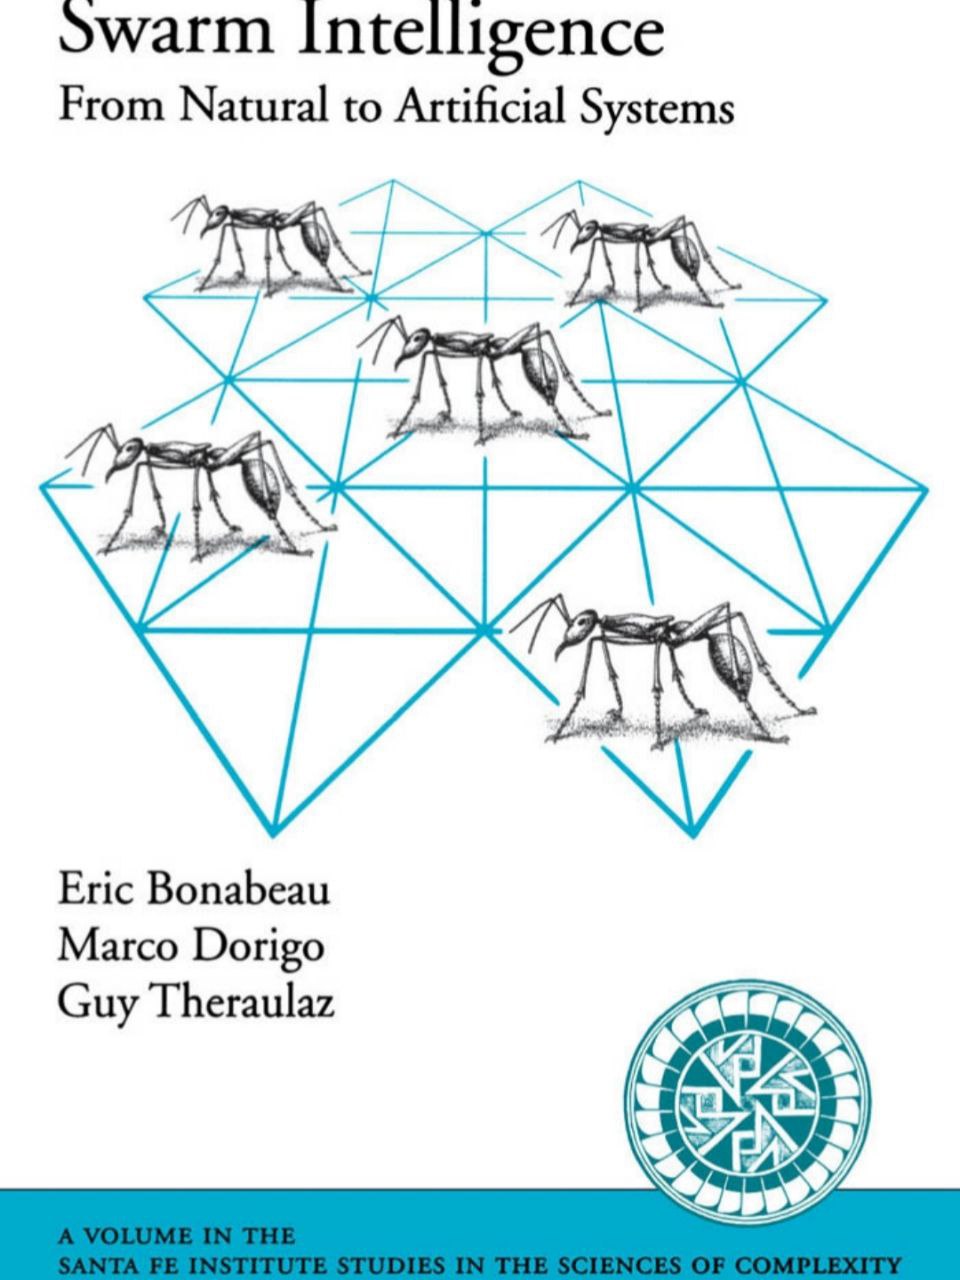 Swarm Intelligence
From Natural to Artificial Systems
Eric Bonabeau
Marco Dorigo
Guy Theraulaz
A VOLUME IN THE
SANTA FE INSTITUTE STUDIES IN THE SCIENCES OF COMPLEXITY